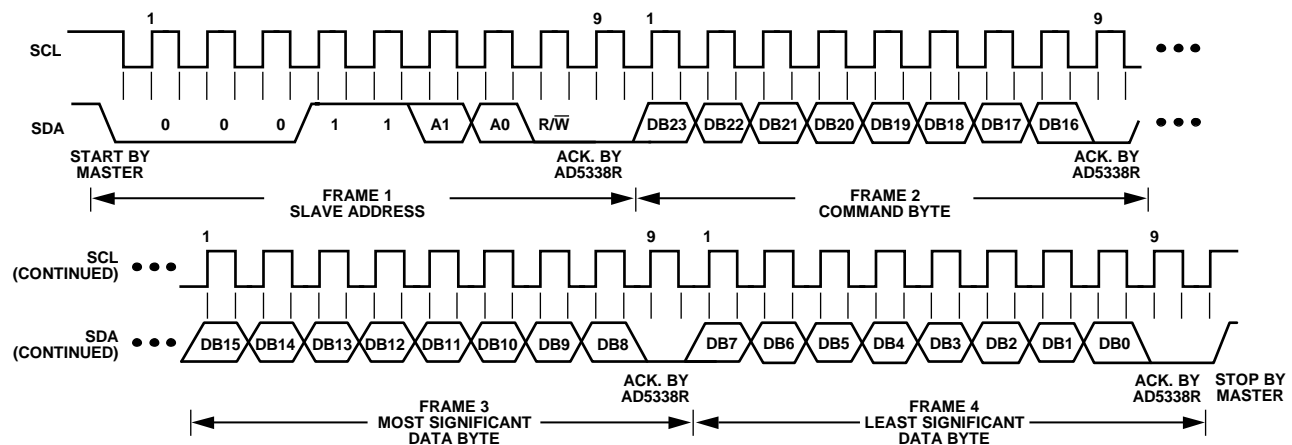 1 9 1 9
SCL
SDA 0 0 0 1 1 A1 A0 R/W̅ DB23 DB22 DB21 DB20 DB19 DB18 DB17 DB16
START BY
MASTER
ACK. BY
AD5338R
ACK. BY
AD5338R
FRAME 1
SLAVE ADDRESS
FRAME 2
COMMAND BYTE
1 9 1 9
SCL
(CONTINUED)
SDA
(CONTINUED)
DB15 DB14 DB13 DB12 DB11 DB10 DB9 DB8 DB7 DB6 DB5 DB4 DB3 DB2 DB1 DB0
ACK. BY
AD5338R
ACK. BY
AD5338R
STOP BY
MASTER
FRAME 3
MOST SIGNIFICANT
DATA BYTE
FRAME 4
LEAST SIGNIFICANT
DATA BYTE